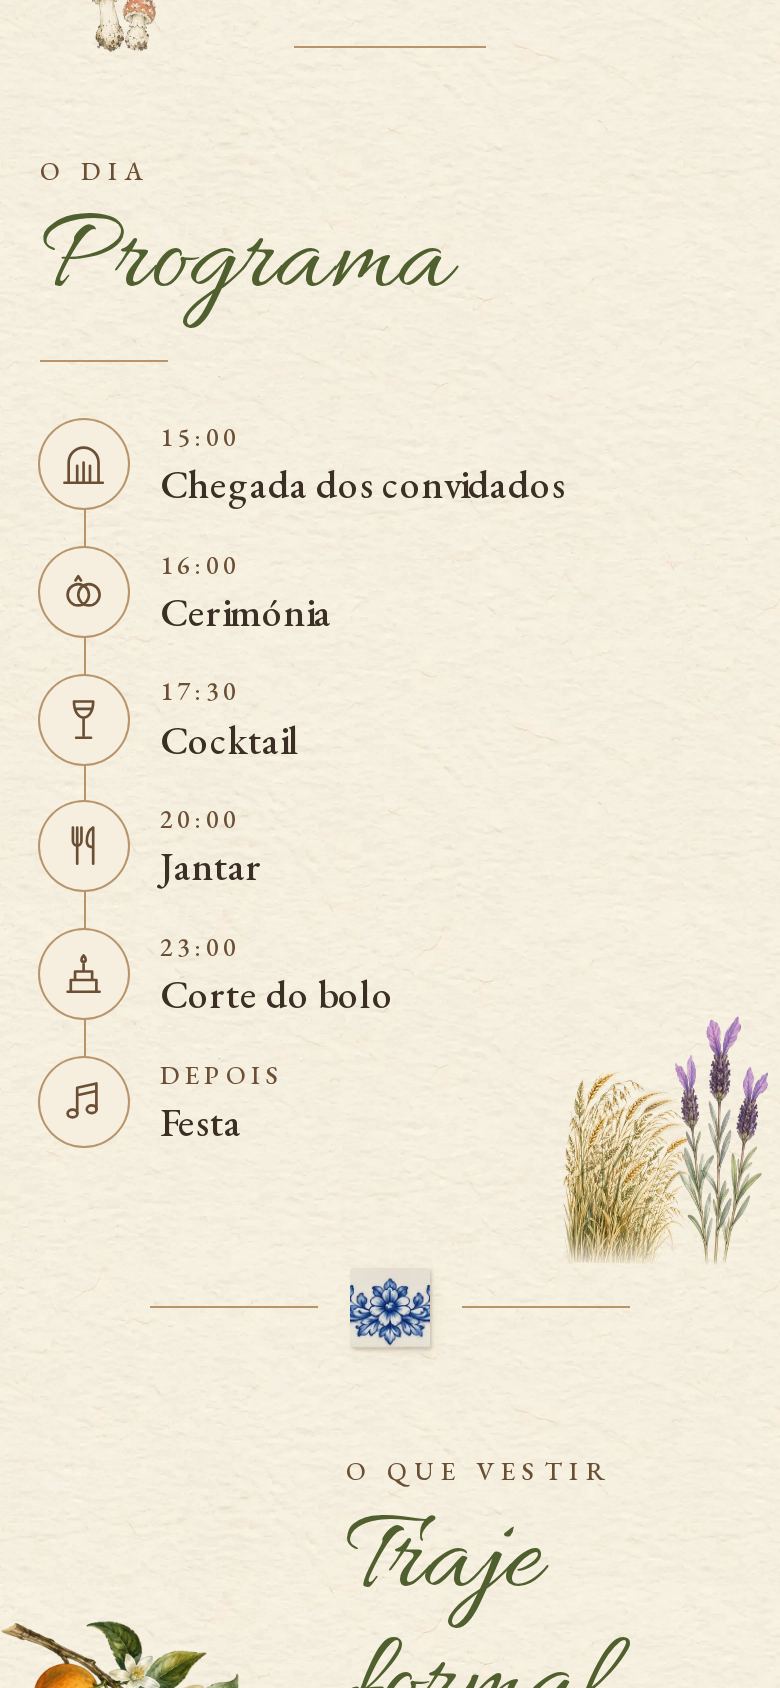 O DIA
Programa
15:00
Chegada dos convidados
16:00
Cerimónia
17:30
Cocktail
20:00
Jantar
23:00
Corte do bolo
DEPOIS
Festa
O QUE VESTIR
Traje
formal